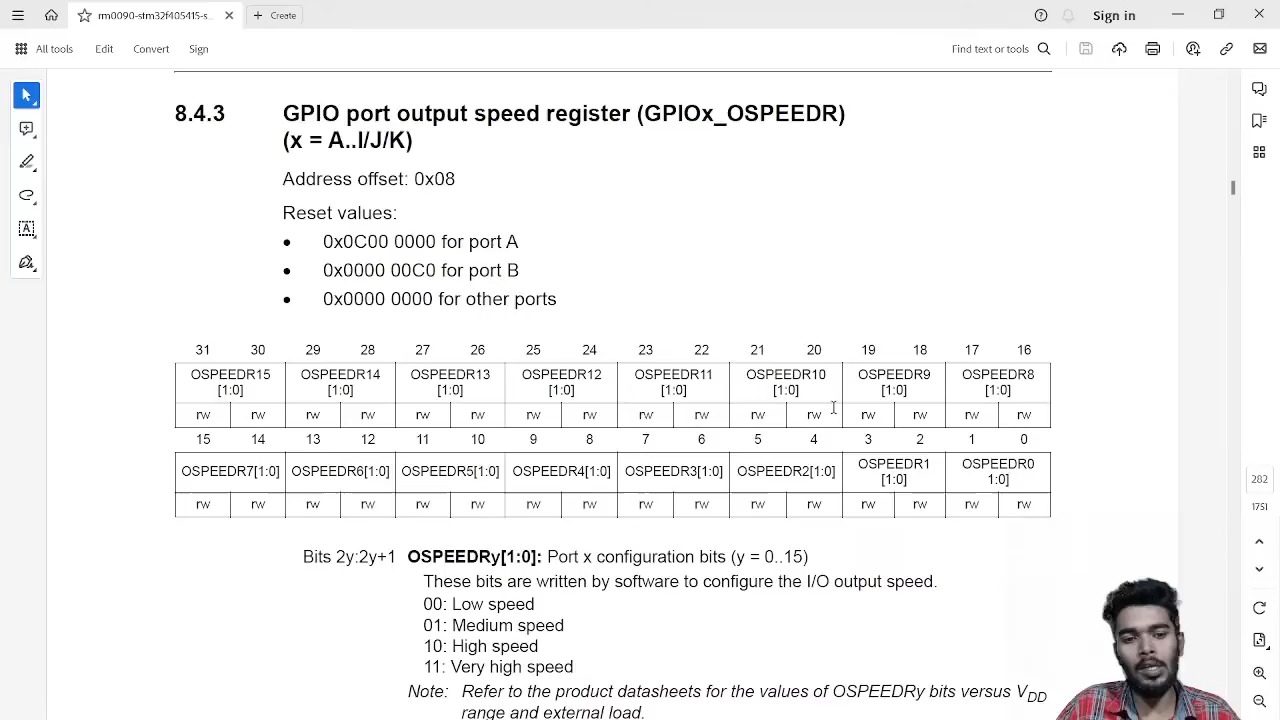 rm0090-stm32f405415-s...
Create
Sign in
All tools
Edit
Convert
Sign
Find text or tools
8.4.3 GPIO port output speed register (GPIOx_OSPEEDR)
(x = A..I/J/K)
Address offset: 0x08
Reset values:
• 0x0C00 0000 for port A
• 0x0000 00C0 for port B
• 0x0000 0000 for other ports
31 30 29 28 27 26 25 24 23 22 21 20 19 18 17 16
OSPEEDR15 OSPEEDR14 OSPEEDR13 OSPEEDR12 OSPEEDR11 OSPEEDR10 OSPEEDR9 OSPEEDR8
[1:0] [1:0] [1:0] [1:0] [1:0] [1:0] [1:0] [1:0]
rw rw rw rw rw rw rw rw rw rw rw rw rw rw rw rw
15 14 13 12 11 10 9 8 7 6 5 4 3 2 1 0
OSPEEDR7[1:0] OSPEEDR6[1:0] OSPEEDR5[1:0] OSPEEDR4[1:0] OSPEEDR3[1:0] OSPEEDR2[1:0] OSPEEDR1 [1:0] OSPEEDR0 1:0]
rw rw rw rw rw rw rw rw rw rw rw rw rw rw rw rw
Bits 2y:2y+1 OSPEEDRy[1:0]: Port x configuration bits (y = 0..15)
These bits are written by software to configure the I/O output speed.
00: Low speed
01: Medium speed
10: High speed
11: Very high speed
Note: Refer to the product datasheets for the values of OSPEEDRy bits versus VDD
range and external load.
282
1751